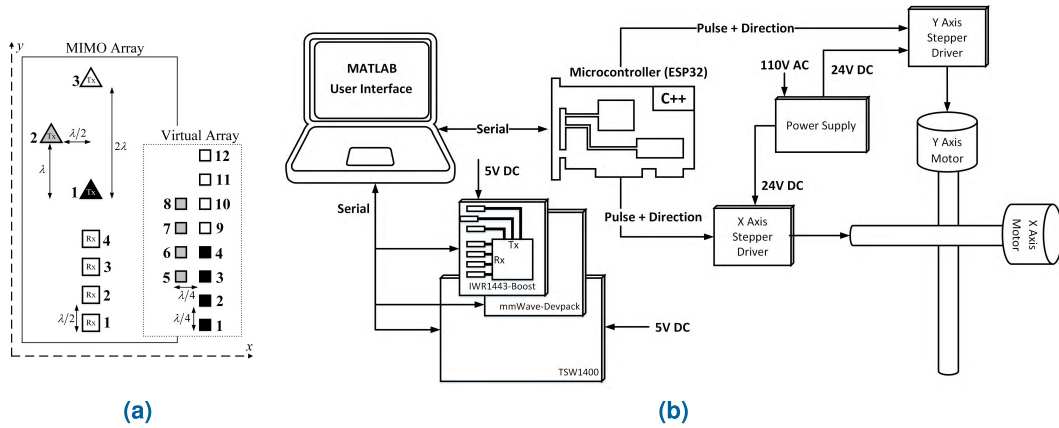 y
MIMO Array
3 Tx
2 Tx
λ/2
2λ
λ
1 Tx
Rx 4
Rx 3
Rx 2
λ/2
Rx 1
x
Virtual Array
12
11
8 10
7 9
6 4
5 3
λ/4
2
λ/4
1
(a)
MATLAB
User Interface
Serial
Serial
Microcontroller (ESP32)
C++
Pulse + Direction
Pulse + Direction
110V AC
24V DC
Power Supply
24V DC
Y Axis
Stepper
Driver
Y Axis
Motor
X Axis
Stepper
Driver
X Axis
Motor
5V DC
Tx
Rx
IWR1443-Boost
mmWave-Devpack
5V DC
TSW1400
(b)